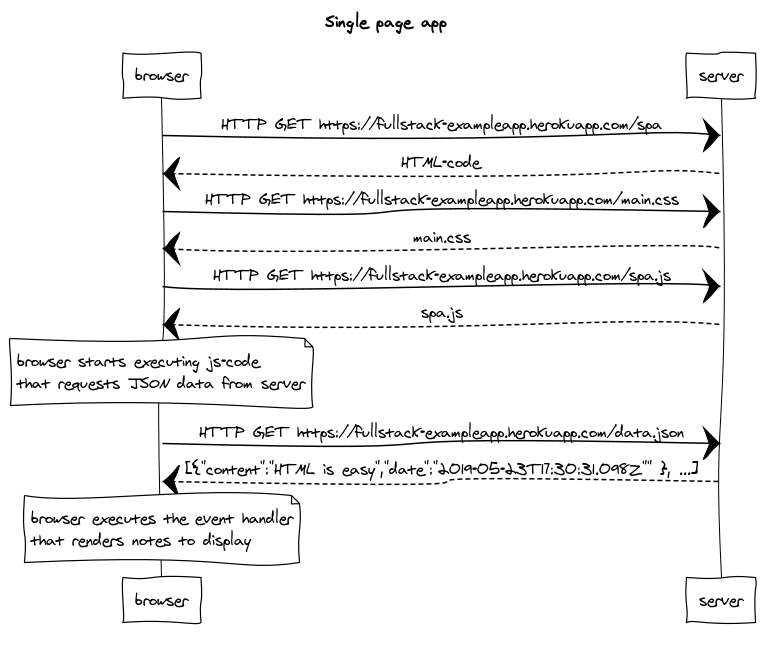 Single page app
browser
server
HTTP GET https://fullstack-exampleapp.herokuapp.com/spa
HTML-code
HTTP GET https://fullstack-exampleapp.herokuapp.com/main.css
main.css
HTTP GET https://fullstack-exampleapp.herokuapp.com/spa.js
spa.js
browser starts executing js-code
that requests JSON data from server
HTTP GET https://fullstack-exampleapp.herokuapp.com/data.json
[{"content":"HTML is easy","date":"2019-05-23T17:30:31.098Z"" }, ...]
browser executes the event handler
that renders notes to display
browser
server